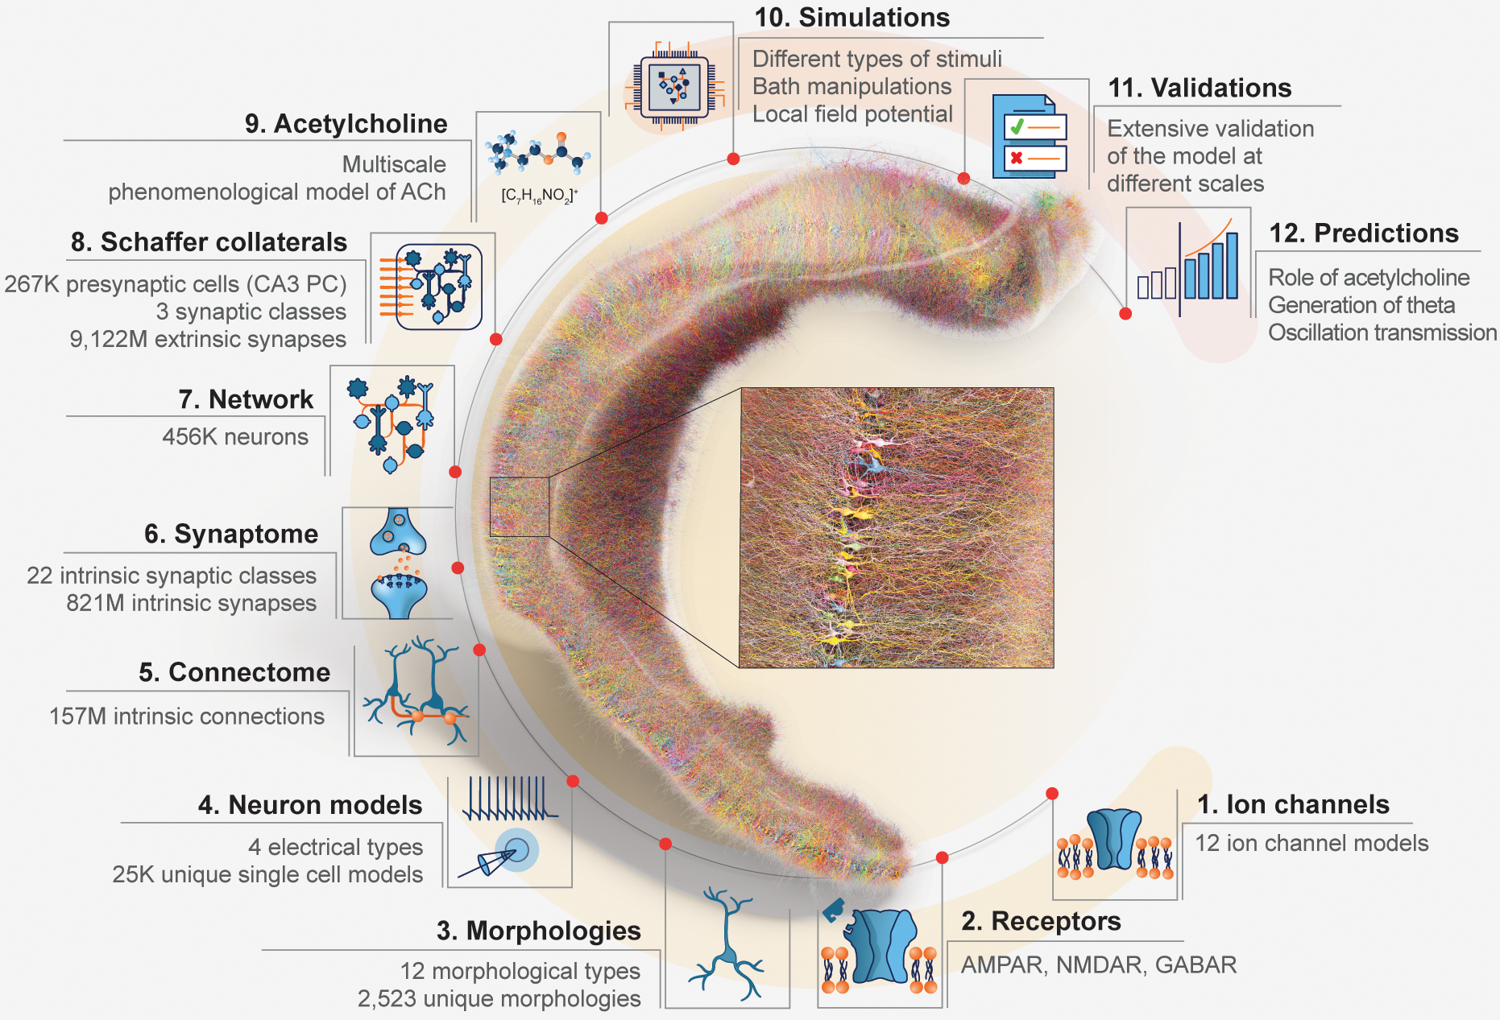 10. Simulations
Different types of stimuli
Bath manipulations
Local field potential
11. Validations
Extensive validation
of the model at
different scales
12. Predictions
Role of acetylcholine
Generation of theta
Oscillation transmission
9. Acetylcholine
Multiscale
phenomenological model of ACh
[C₇H₁₆NO₂]⁺
8. Schaffer collaterals
267K presynaptic cells (CA3 PC)
3 synaptic classes
9,122M extrinsic synapses
7. Network
456K neurons
6. Synaptome
22 intrinsic synaptic classes
821M intrinsic synapses
5. Connectome
157M intrinsic connections
4. Neuron models
4 electrical types
25K unique single cell models
3. Morphologies
12 morphological types
2,523 unique morphologies
2. Receptors
AMPAR, NMDAR, GABAR
1. Ion channels
12 ion channel models